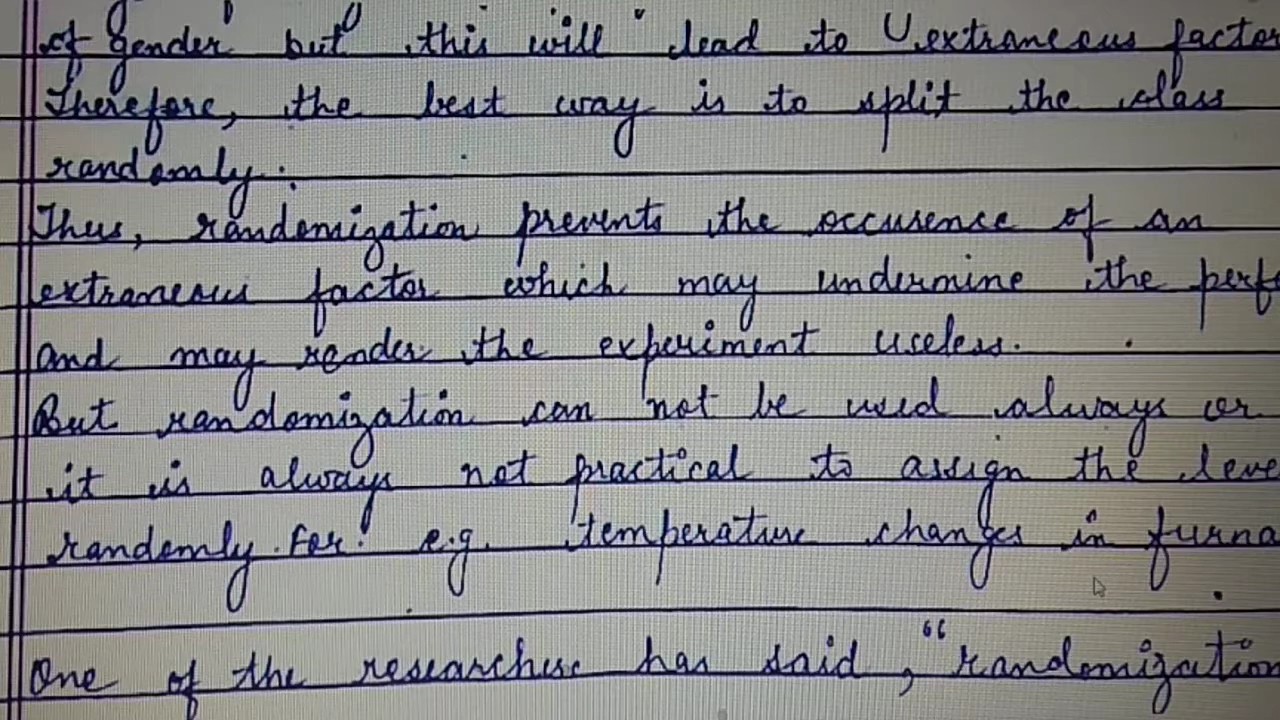 of gender but this will lead to extraneous factor
Therefore, the best way is to split the class
randomly.
Thus, randomization prevents the occurence of an
extraneous factor which may undermine the perf
and may render the experiment useless.
But randomization can not be used always or
it is always not practical to assign the leve
randomly. For e.g. temperature changes in furna
One of the researcher has said, "randomization